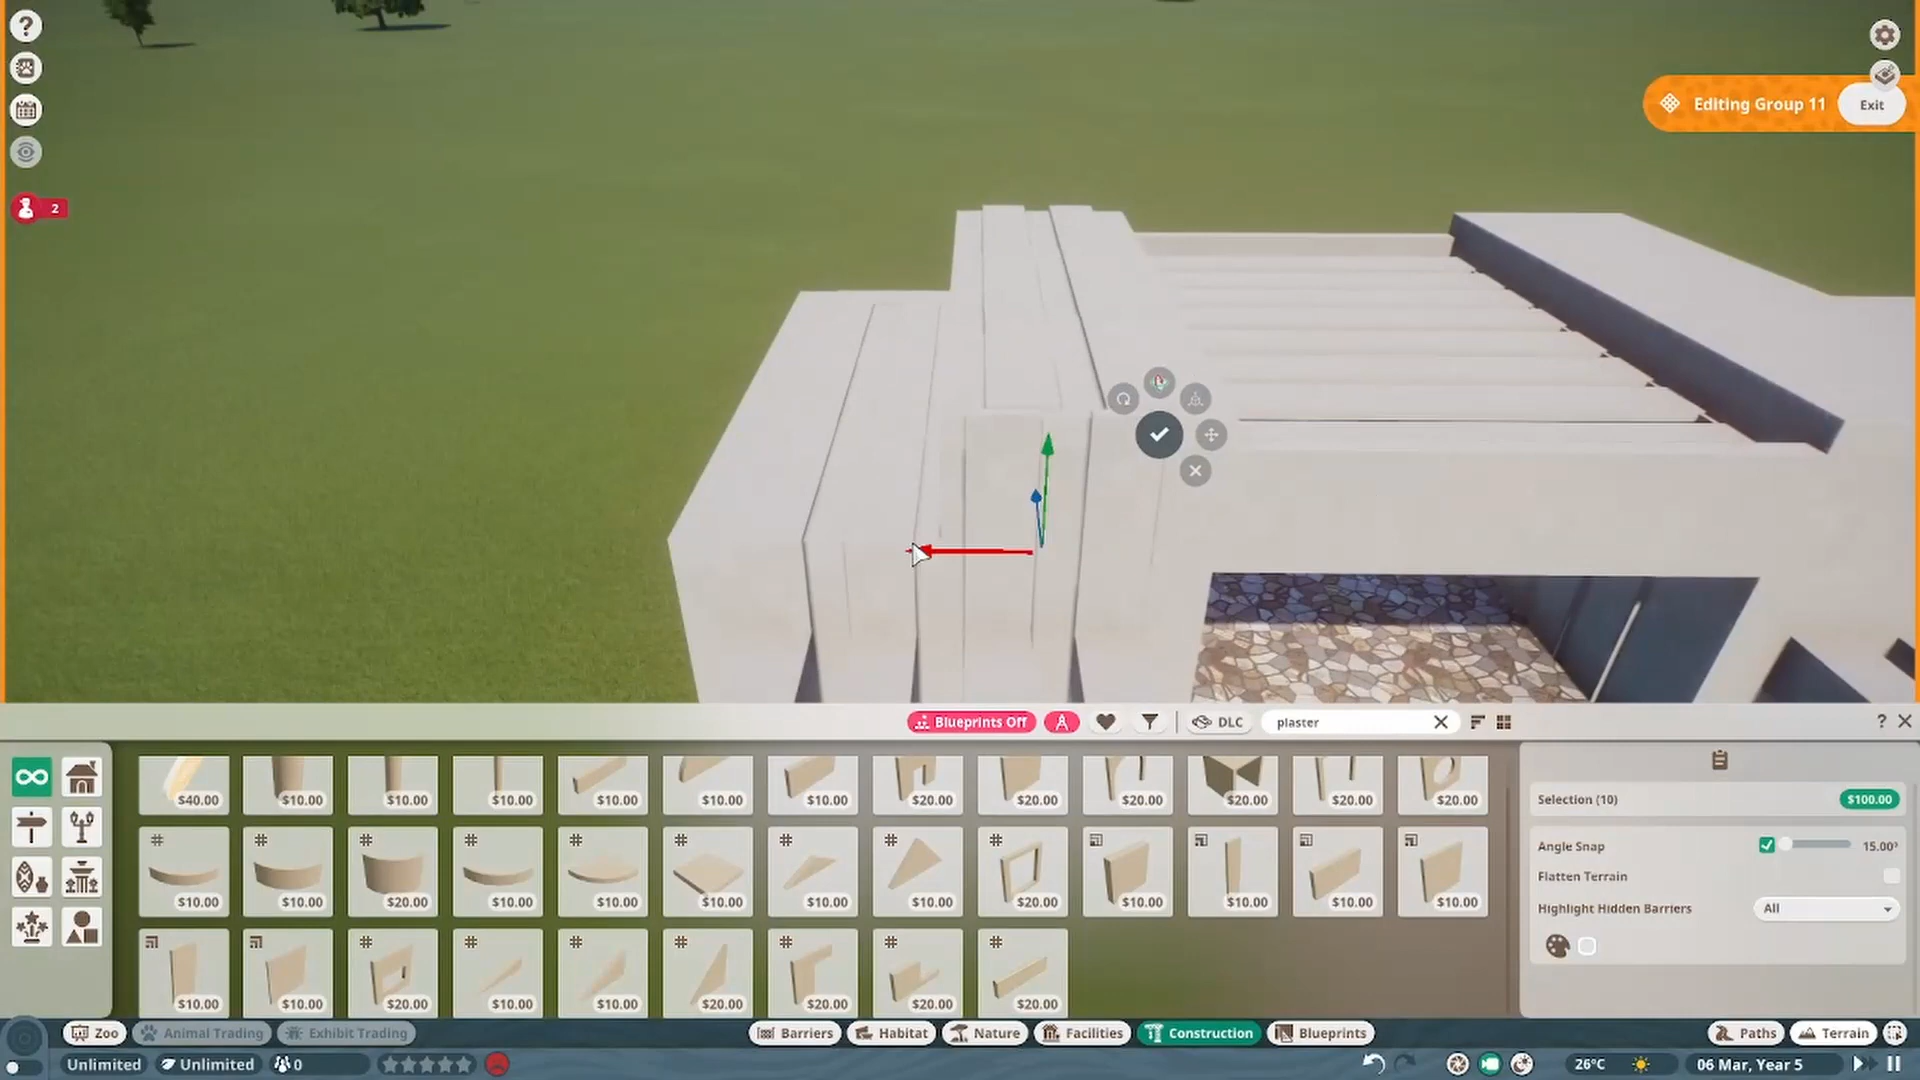 ?
Editing Group 11
Exit
2
Blueprints Off
DLC
plaster
?
$40.00
$10.00
$10.00
$10.00
$10.00
$10.00
$10.00
$20.00
$20.00
$20.00
$20.00
$20.00
$20.00
$10.00
$10.00
$20.00
$10.00
$10.00
$10.00
$10.00
$10.00
$20.00
$10.00
$10.00
$10.00
$10.00
$10.00
$10.00
$20.00
$10.00
$10.00
$20.00
$20.00
$20.00
$20.00
Selection (10)
$100.00
Angle Snap
15.00°
Flatten Terrain
Highlight Hidden Barriers
All
Zoo
Animal Trading
Exhibit Trading
Barriers
Habitat
Nature
Facilities
Construction
Blueprints
Paths
Terrain
Unlimited
Unlimited
0
26°C
06 Mar, Year 5